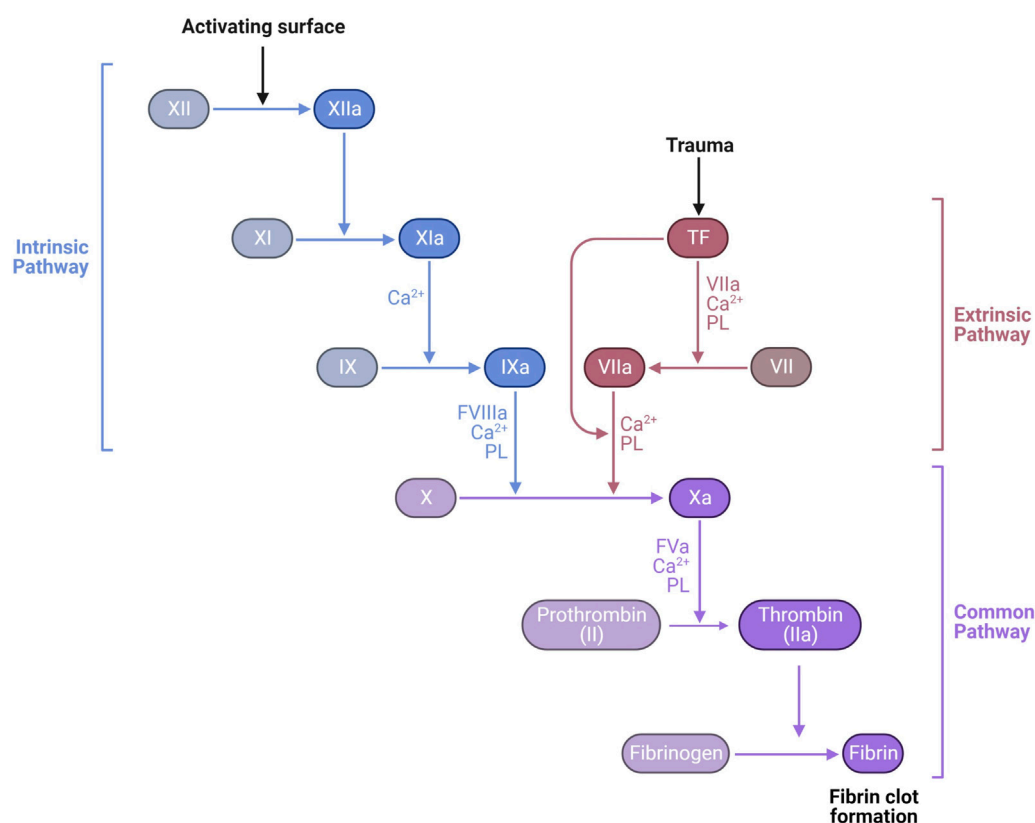 Activating surface
XII
XIIa
Trauma
XI
XIa
TF
Intrinsic
Pathway
Ca²⁺
VIIa
Ca²⁺
PL
Extrinsic
Pathway
IX
IXa
VIIa
VII
FVIIIa
Ca²⁺
PL
Ca²⁺
PL
X
Xa
FVa
Ca²⁺
PL
Prothrombin
(II)
Thrombin
(IIa)
Common
Pathway
Fibrinogen
Fibrin
Fibrin clot
formation